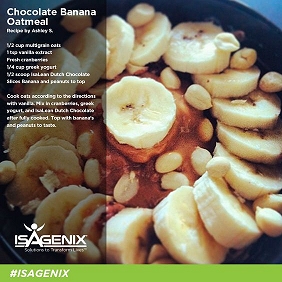 Chocolate Banana
Oatmeal
Recipe by Ashley S.
1/2 cup multigrain oats
1 tsp vanilla extract
Fresh cranberries
1/4 cup greek yogurt
1/2 scoop IsaLean Dutch Chocolate
Slices Banana and peanuts to top
Cook oats according to the directions
with vanilla. Mix in cranberries, greek
yogurt, and IsaLean Dutch Chocolate
after fully cooked. Top with banana's
and peanuts to taste.
ISAGENIX
Solutions to Transform Lives™
#ISAGENIX